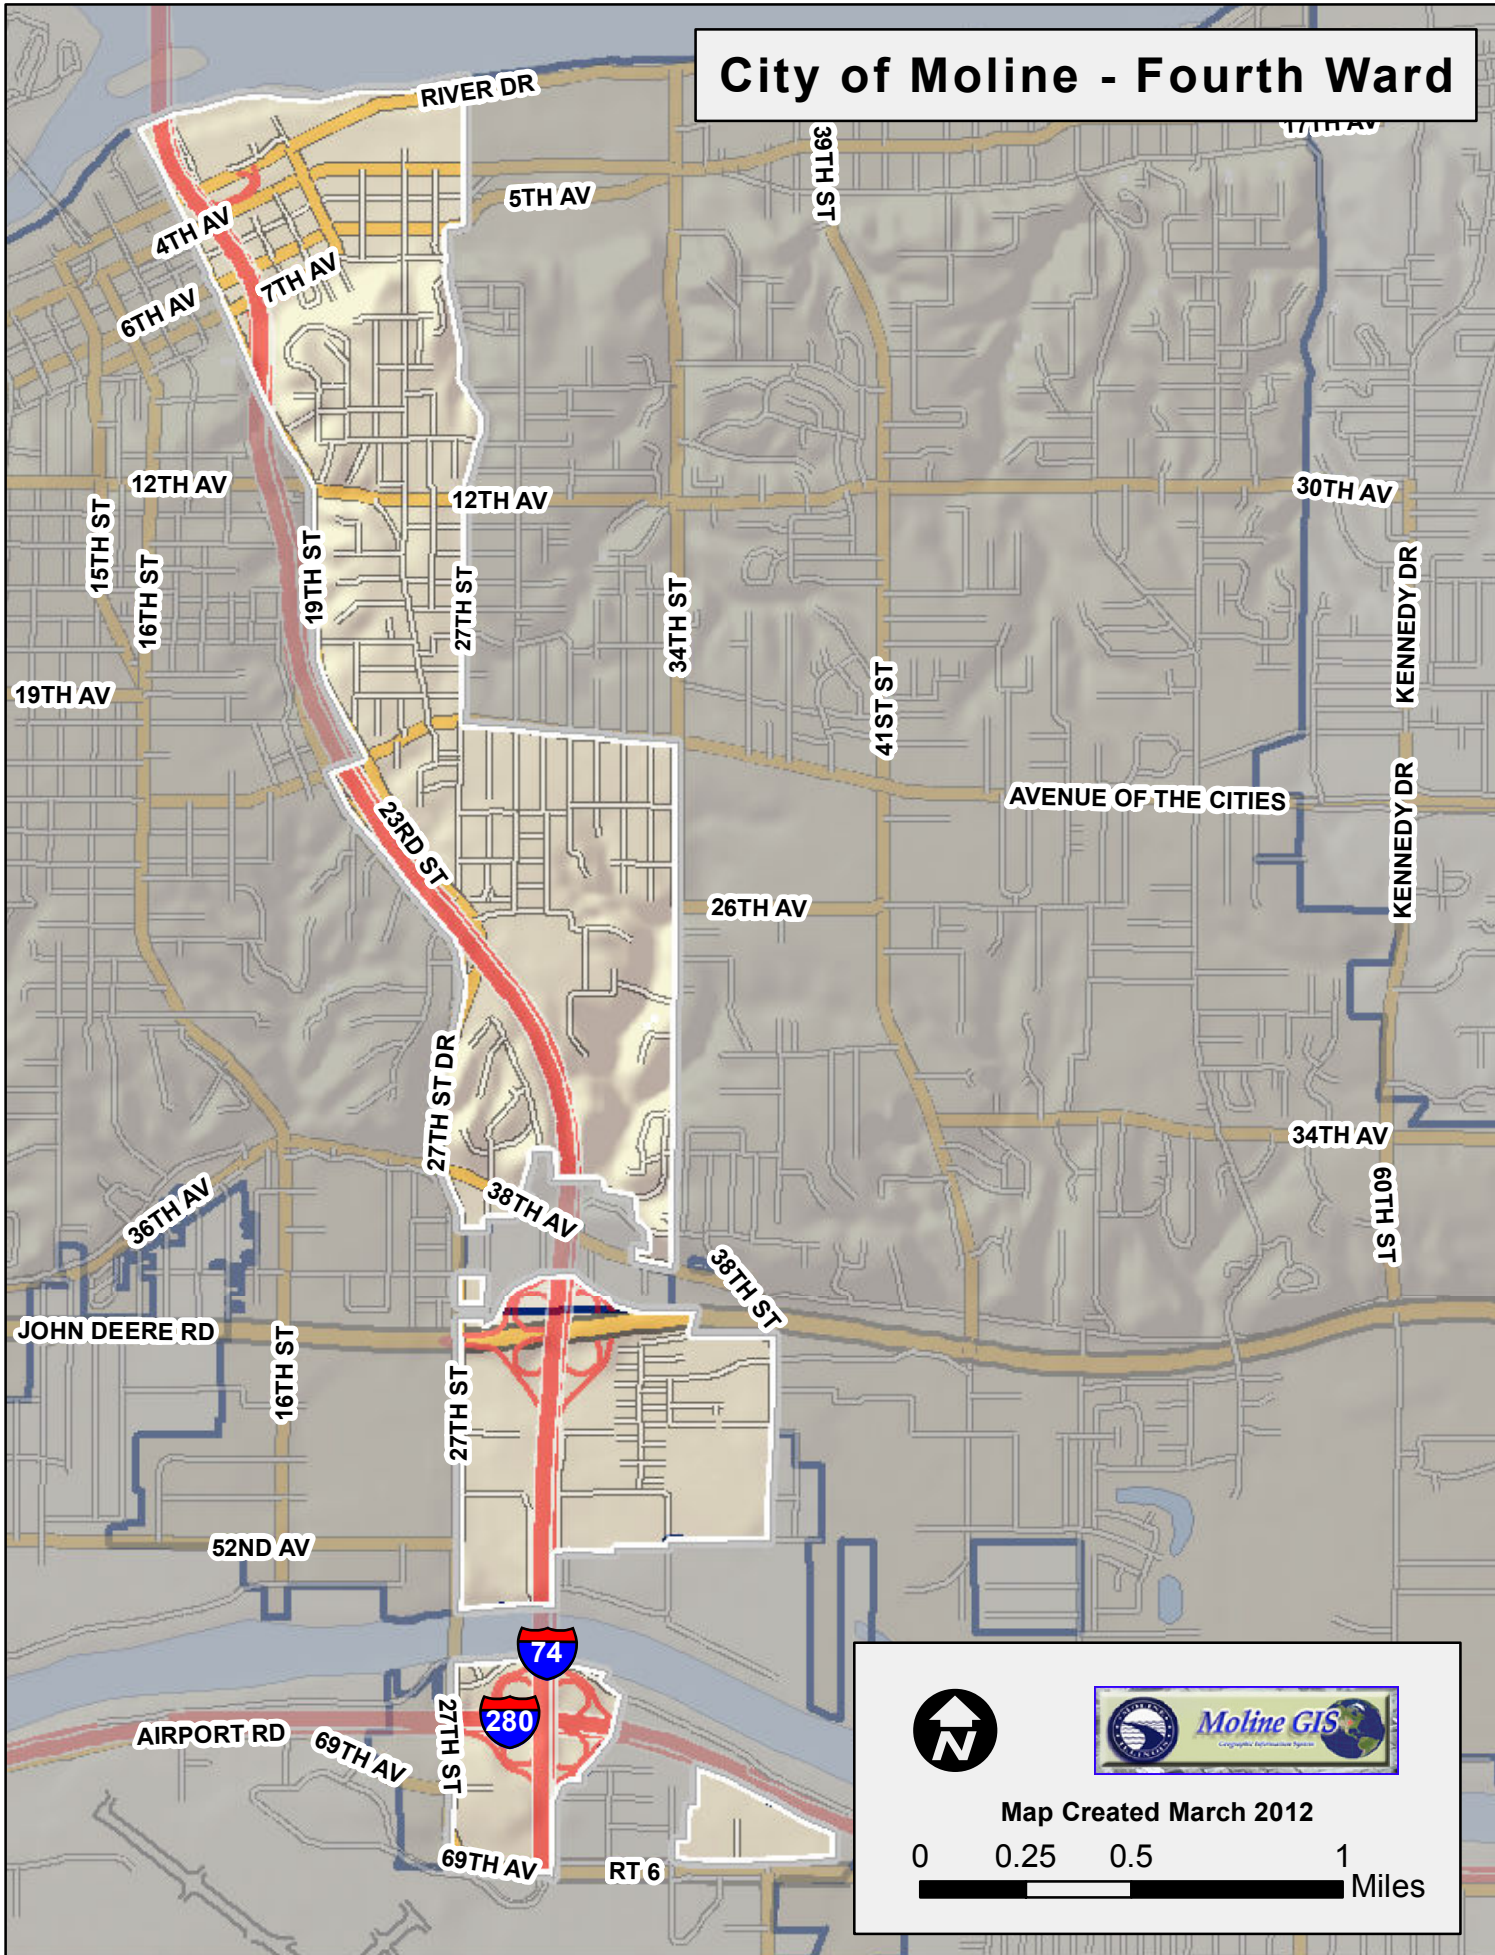 City of Moline - Fourth Ward
RIVER DR
17TH AV
39TH ST
5TH AV
4TH AV
7TH AV
6TH AV
12TH AV
12TH AV
30TH AV
15TH ST
16TH ST
19TH ST
27TH ST
34TH ST
KENNEDY DR
19TH AV
41ST ST
AVENUE OF THE CITIES
KENNEDY DR
23RD ST
26TH AV
27TH ST DR
34TH AV
36TH AV
38TH AV
60TH ST
38TH ST
JOHN DEERE RD
16TH ST
27TH ST
52ND AV
74
280
AIRPORT RD
69TH AV
27TH ST
69TH AV
RT 6
N
Moline GIS
Geographic Information System
Map Created March 2012
0 0.25 0.5 1
Miles